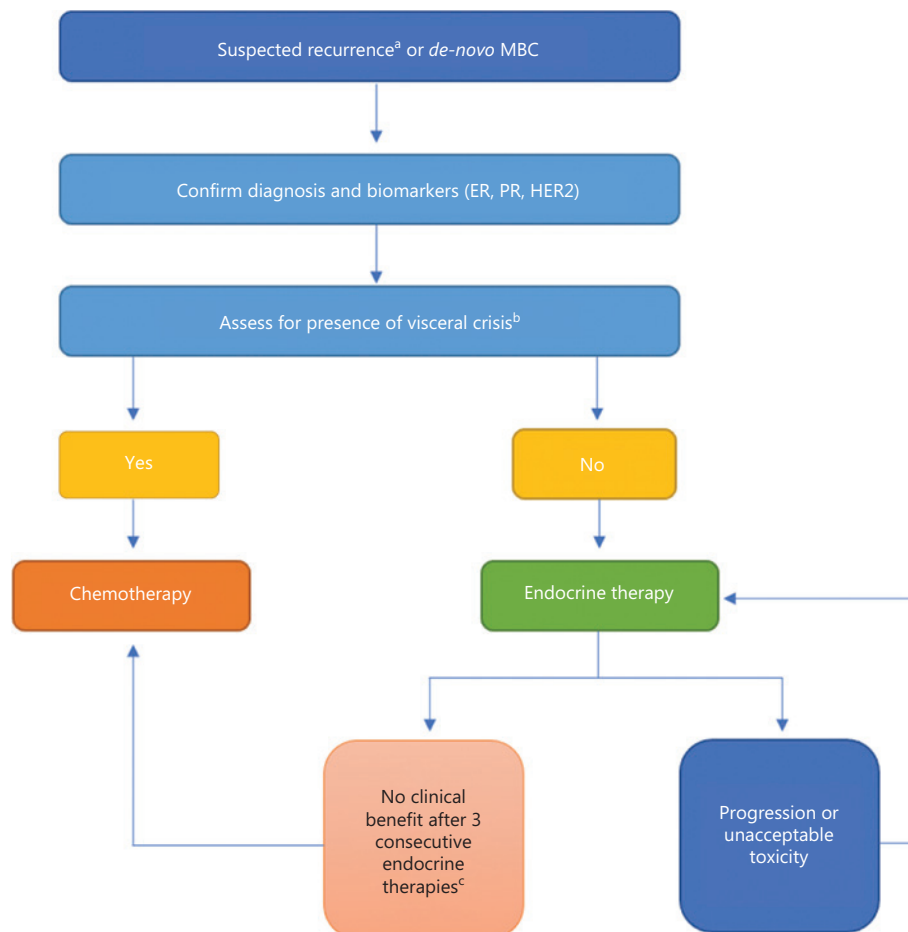 Suspected recurrenceᵃ or de-novo MBC
Confirm diagnosis and biomarkers (ER, PR, HER2)
Assess for presence of visceral crisisᵇ
Yes
No
Chemotherapy
Endocrine therapy
No clinical
benefit after 3
consecutive
endocrine
therapiesᶜ
Progression or
unacceptable
toxicity